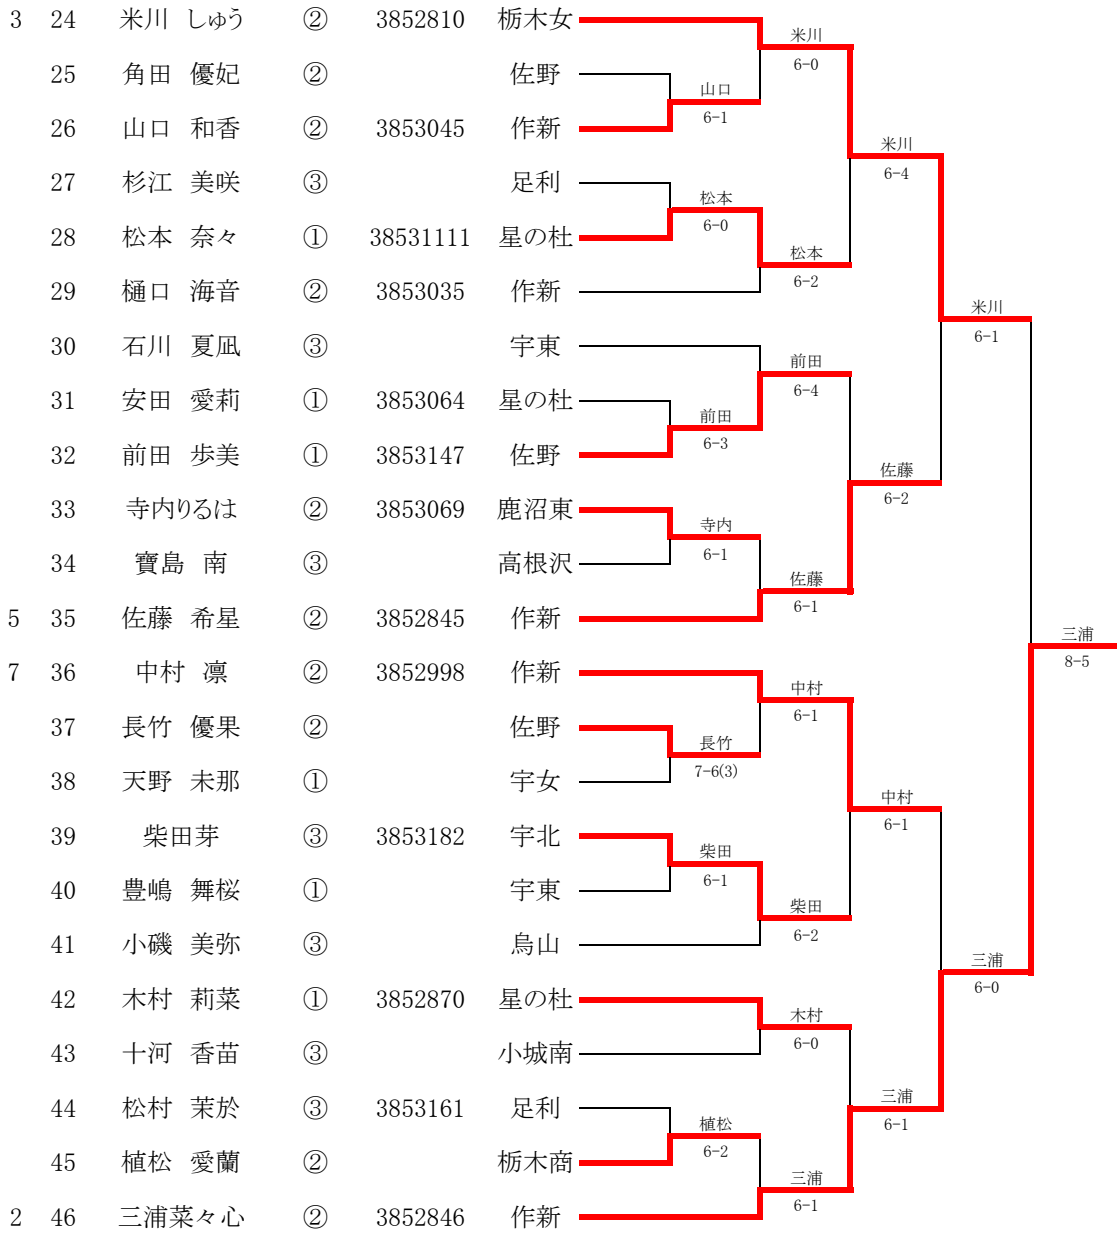 3 24 米川 しゅう ② 3852810 栃木女
米川
6-0
25 角田 優妃 ② 佐野
山口
6-1
26 山口 和香 ② 3853045 作新
米川
6-4
27 杉江 美咲 ③ 足利
松本
6-0
28 松本 奈々 ① 38531111 星の杜
松本
6-2
29 樋口 海音 ② 3853035 作新
米川
6-1
30 石川 夏凪 ③ 宇東
前田
6-4
31 安田 愛莉 ① 3853064 星の杜
前田
6-3
32 前田 歩美 ① 3853147 佐野
佐藤
6-2
33 寺内りるは ② 3853069 鹿沼東
寺内
6-1
34 寶島 南 ③ 高根沢
佐藤
6-1
5 35 佐藤 希星 ② 3852845 作新
三浦
8-5
7 36 中村 凛 ② 3852998 作新
中村
6-1
37 長竹 優果 ② 佐野
長竹
7-6(3)
38 天野 未那 ① 宇女
中村
6-1
39 柴田芽 ③ 3853182 宇北
柴田
6-1
40 豊嶋 舞桜 ① 宇東
柴田
6-2
41 小磯 美弥 ③ 烏山
三浦
6-0
42 木村 莉菜 ① 3852870 星の杜
木村
6-0
43 十河 香苗 ③ 小城南
三浦
6-1
44 松村 茉於 ③ 3853161 足利
植松
6-2
45 植松 愛蘭 ② 栃木商
三浦
6-1
2 46 三浦菜々心 ② 3852846 作新